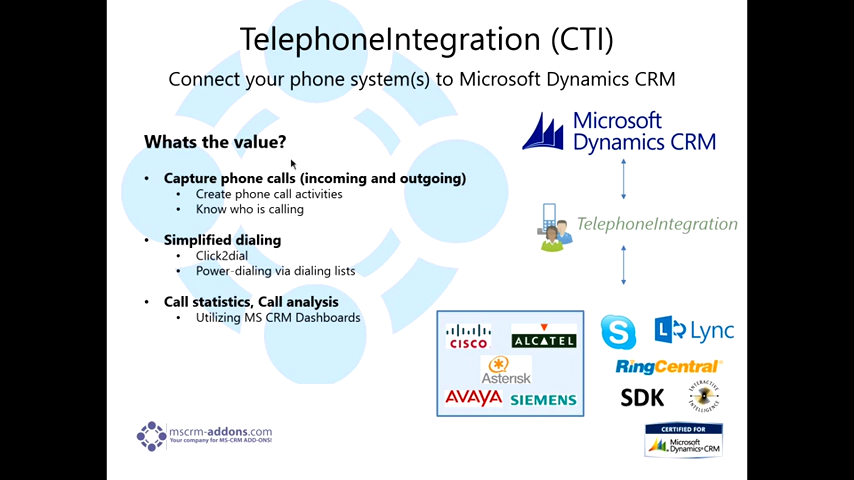 TelephoneIntegration (CTI)
Connect your phone system(s) to Microsoft Dynamics CRM
Whats the value?
• Capture phone calls (incoming and outgoing)
• Create phone call activities
• Know who is calling
• Simplified dialing
• Click2dial
• Power-dialing via dialing lists
• Call statistics, Call analysis
• Utilizing MS CRM Dashboards
Microsoft
Dynamics CRM
TelephoneIntegration
CISCO
ALCATEL
Asterisk
AVAYA
SIEMENS
S
Lync
RingCentral
SDK
INTERACTIVE
INTELLIGENCE
CERTIFIED FOR
Microsoft
Dynamics CRM
mscrm-addons.com
Your company for MS-CRM ADD-ONS!